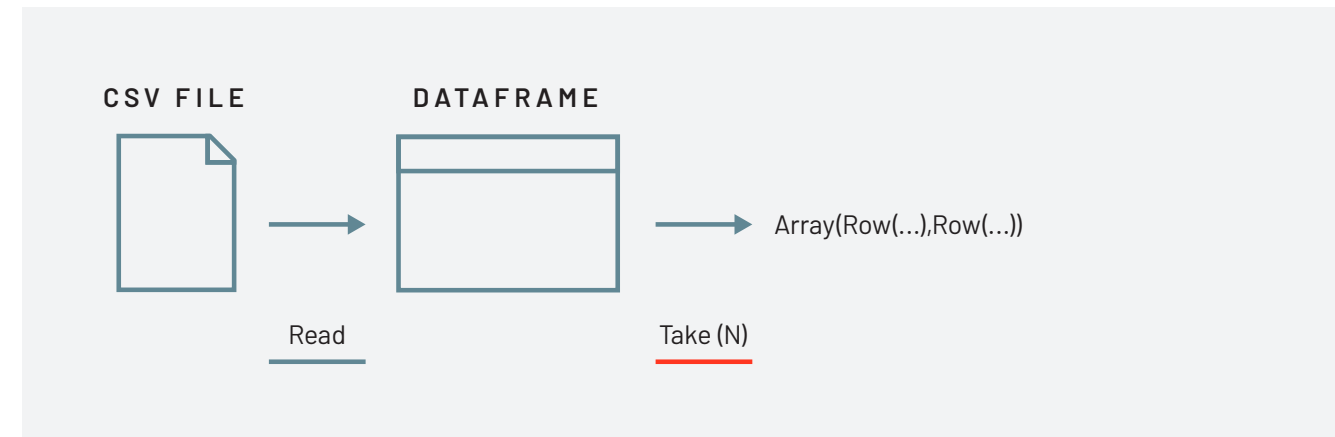 CSV FILE
DATAFRAME
Array(Row(...),Row(...))
Read
Take (N)